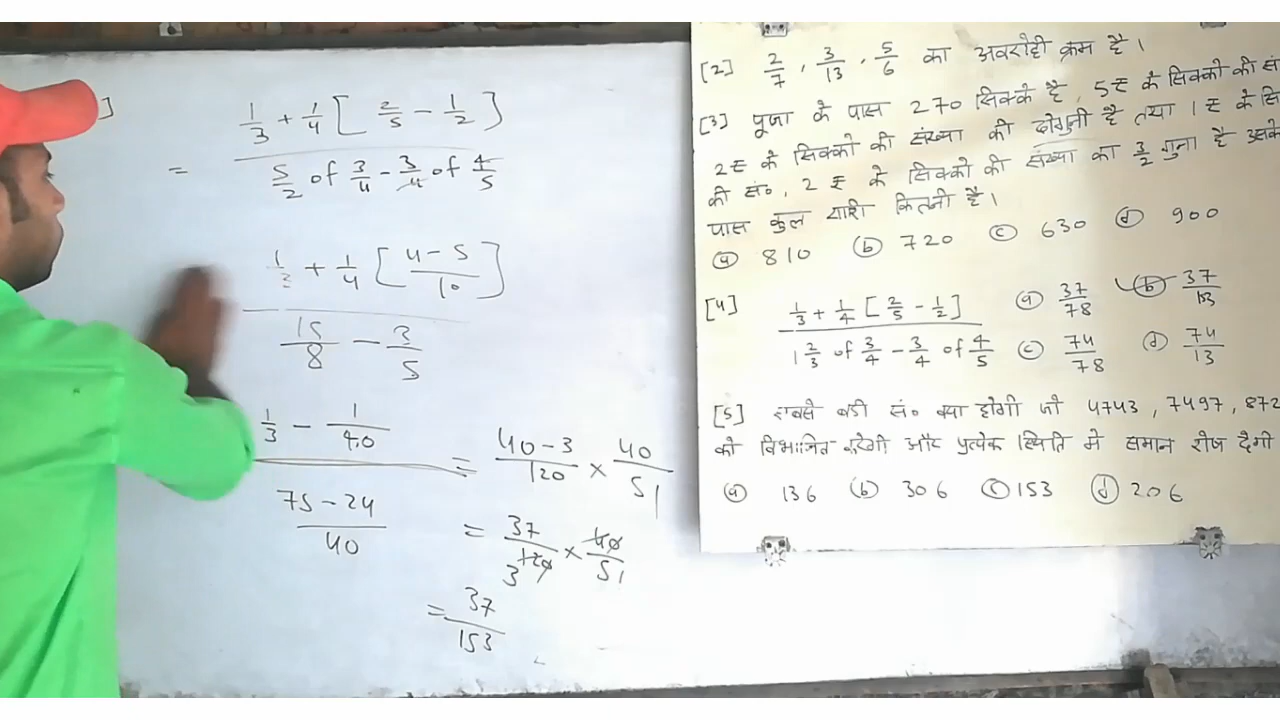 ]
= 1/3 + 1/4 [ 2/5 - 1/2 ] / 5/2 of 3/4 - 3/4 of 4/5
1/3 + 1/4 [ 4-5/10 ] / 15/8 - 3/5
1/3 - 1/40 / 75-24/40 = 40-3/120 × 40/51
= 37/120 × 40/51
3
= 37/153
[2] 2/7 , 3/13 , 5/6 का अवरोही क्रम है।
[3] पूजा के पास 270 सिक्के है, 5₹ के सिक्को की सं
2₹ के सिक्को की संख्या की दोगुनी है तथा 1₹ के सि
की सं०, 2₹ के सिक्को की संख्या का 3/2 गुना है उसके
पास कुल राशी कितनी है।
(a) 810 (b) 720 (c) 630 (d) 900
[4] 1/3 + 1/4 [ 2/5 - 1/2 ] / 1 2/3 of 3/4 - 3/4 of 4/5 (a) 37/78 (b) 37/153
(c) 74/78 (d) 74/13
[5] सबसे बडी सं० क्या होगी जो 4743, 7497, 872
को विभाजित करेगी और प्रत्येक स्थिति मे समान शेष देगी
(a) 136 (b) 306 (c) 153 (d) 206